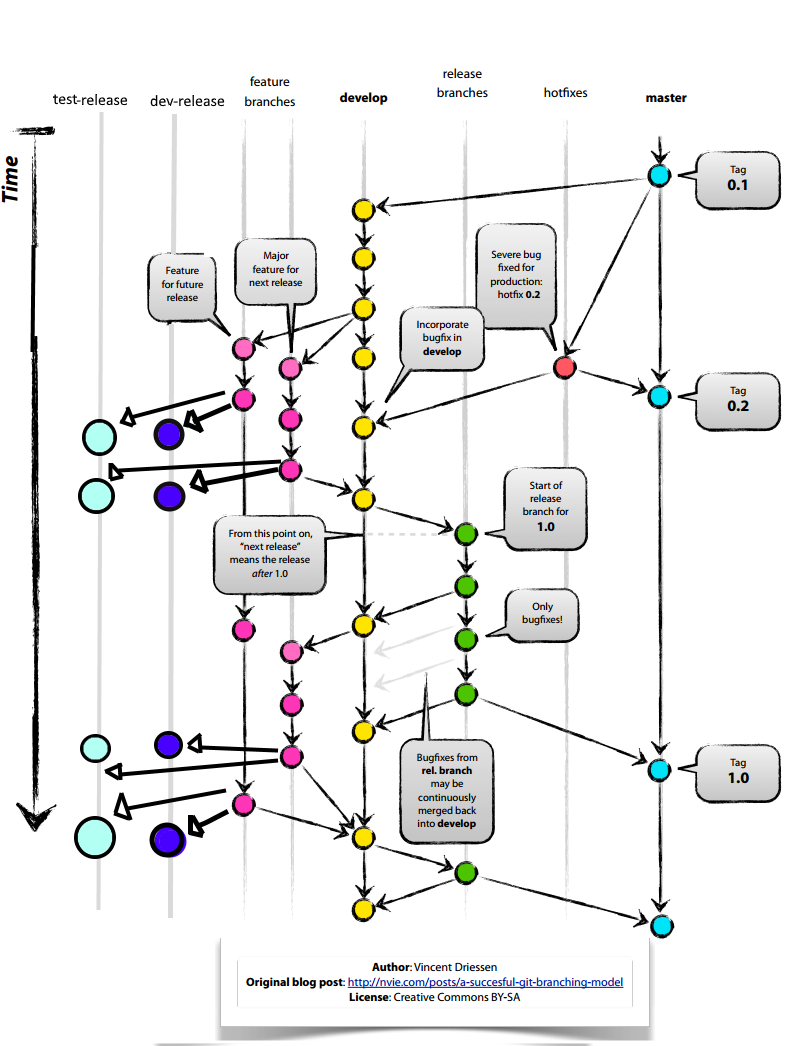 test-release
dev-release
feature
branches
develop
release
branches
hotfixes
master
Time
Tag
0.1
Feature
for future
release
Major
feature for
next release
Severe bug
fixed for
production:
hotfix 0.2
Incorporate
bugfix in
develop
Tag
0.2
Start of
release
branch for
1.0
From this point on,
“next release”
means the release
after 1.0
Only
bugfixes!
Bugfixes from
rel. branch
may be
continuously
merged back
into develop
Tag
1.0
Author: Vincent Driessen
Original blog post: http://nvie.com/posts/a-succesful-git-branching-model
License: Creative Commons BY-SA